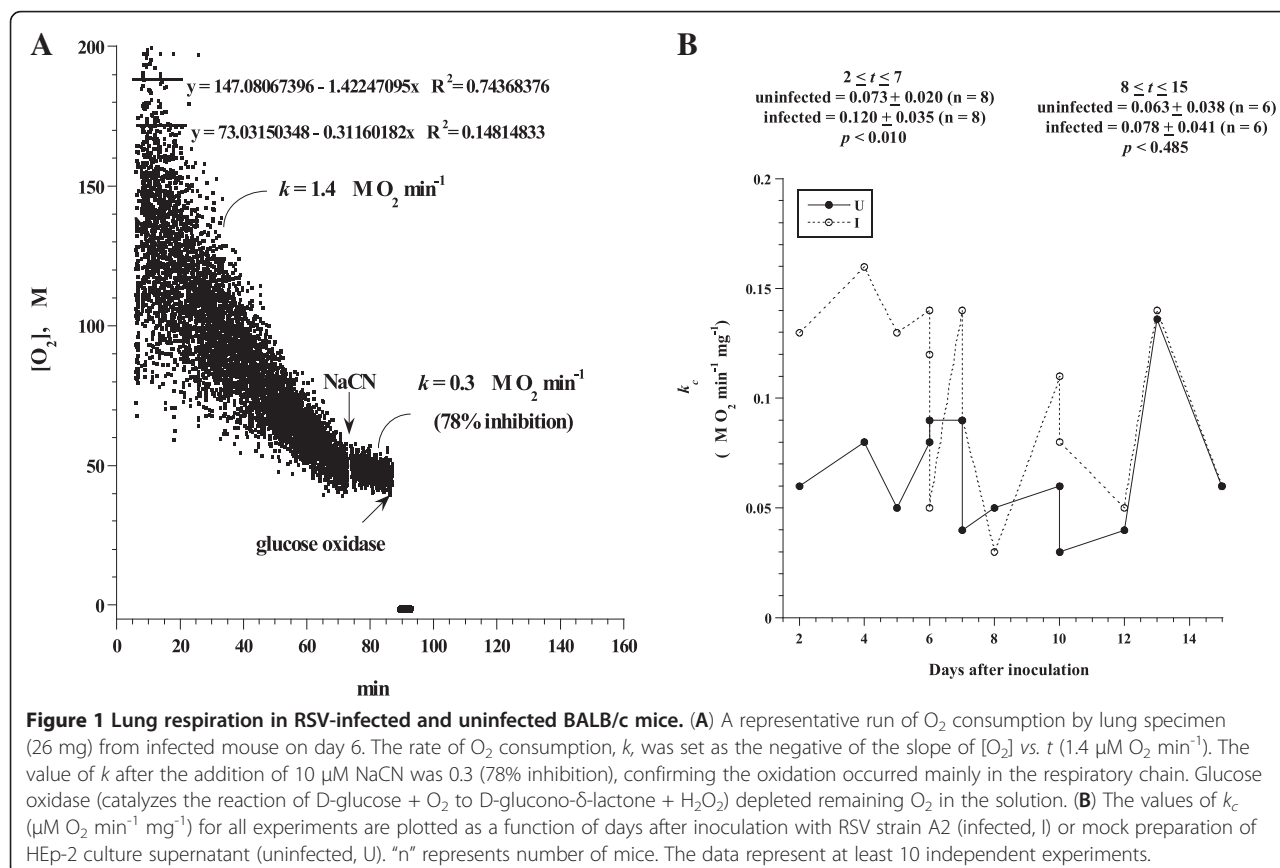 A
200
150
100
50
0
[O₂], M
y = 147.08067396 - 1.42247095x R² = 0.74368376
y = 73.03150348 - 0.31160182x R² = 0.14814833
k = 1.4 M O₂ min⁻¹
NaCN
k = 0.3 M O₂ min⁻¹
(78% inhibition)
glucose oxidase
0 20 40 60 80 100 120 140 160
min
B
2 ≤ t ≤ 7
uninfected = 0.073 ± 0.020 (n = 8)
infected = 0.120 ± 0.035 (n = 8)
p < 0.010
8 ≤ t ≤ 15
uninfected = 0.063 ± 0.038 (n = 6)
infected = 0.078 ± 0.041 (n = 6)
p < 0.485
0.2
0.15
0.1
0.05
0
k_c
( M O₂ min⁻¹ mg⁻¹)
U
I
2 4 6 8 10 12 14
Days after inoculation
Figure 1 Lung respiration in RSV-infected and uninfected BALB/c mice. (A) A representative run of O₂ consumption by lung specimen
(26 mg) from infected mouse on day 6. The rate of O₂ consumption, k, was set as the negative of the slope of [O₂] vs. t (1.4 μM O₂ min⁻¹). The
value of k after the addition of 10 μM NaCN was 0.3 (78% inhibition), confirming the oxidation occurred mainly in the respiratory chain. Glucose
oxidase (catalyzes the reaction of D-glucose + O₂ to D-glucono-δ-lactone + H₂O₂) depleted remaining O₂ in the solution. (B) The values of k_c
(μM O₂ min⁻¹ mg⁻¹) for all experiments are plotted as a function of days after inoculation with RSV strain A2 (infected, I) or mock preparation of
HEp-2 culture supernatant (uninfected, U). "n" represents number of mice. The data represent at least 10 independent experiments.